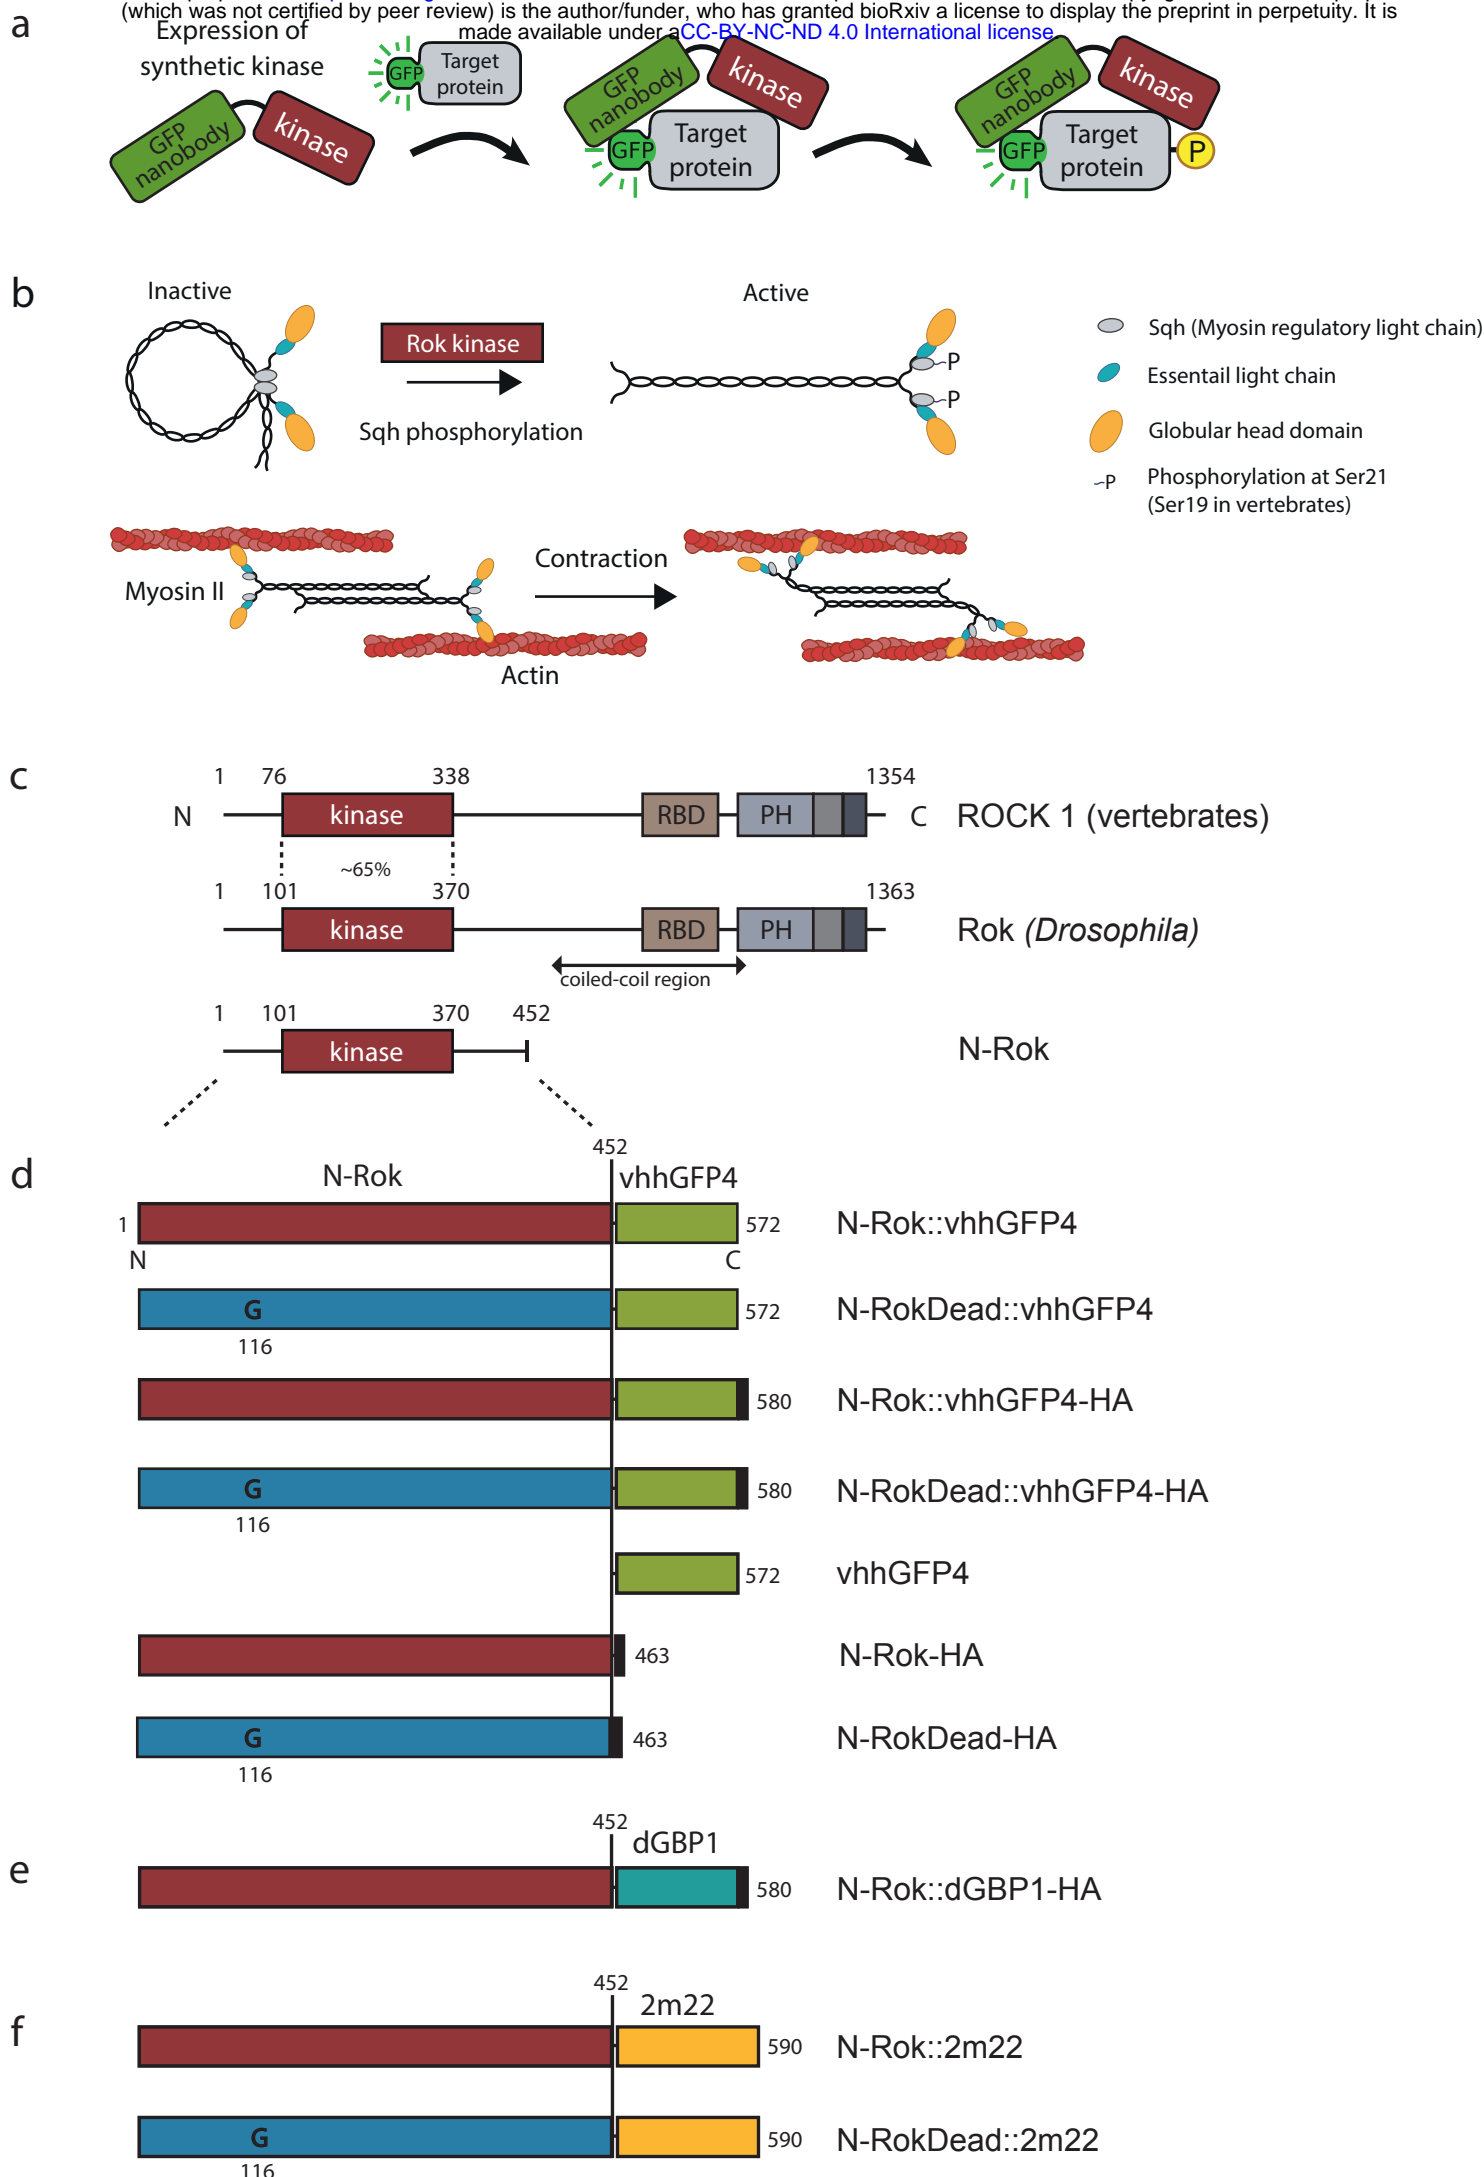 (which was not certified by peer review) is the author/funder, who has granted bioRxiv a license to display the preprint in perpetuity. It is
made available under aCC-BY-NC-ND 4.0 International license
a
Expression of
synthetic kinase
GFP
nanobody
kinase
GFP
Target
protein
GFP
nanobody
kinase
GFP
Target
protein
GFP
nanobody
kinase
GFP
Target
protein
P
b
Inactive
Rok kinase
Sqh phosphorylation
Active
P
P
Sqh (Myosin regulatory light chain)
Essentail light chain
Globular head domain
~P Phosphorylation at Ser21
(Ser19 in vertebrates)
Myosin II
Contraction
Actin
c
1 76 338 1354
N kinase RBD PH C ROCK 1 (vertebrates)
~65%
1 101 370 1363
kinase RBD PH Rok (Drosophila)
coiled-coil region
1 101 370 452
kinase N-Rok
452
d
N-Rok vhhGFP4
1 572 N-Rok::vhhGFP4
N C
G 572 N-RokDead::vhhGFP4
116
580 N-Rok::vhhGFP4-HA
G 580 N-RokDead::vhhGFP4-HA
116
572 vhhGFP4
463 N-Rok-HA
G 463 N-RokDead-HA
116
452
e
dGBP1
580 N-Rok::dGBP1-HA
452
f
2m22
590 N-Rok::2m22
G 590 N-RokDead::2m22
116